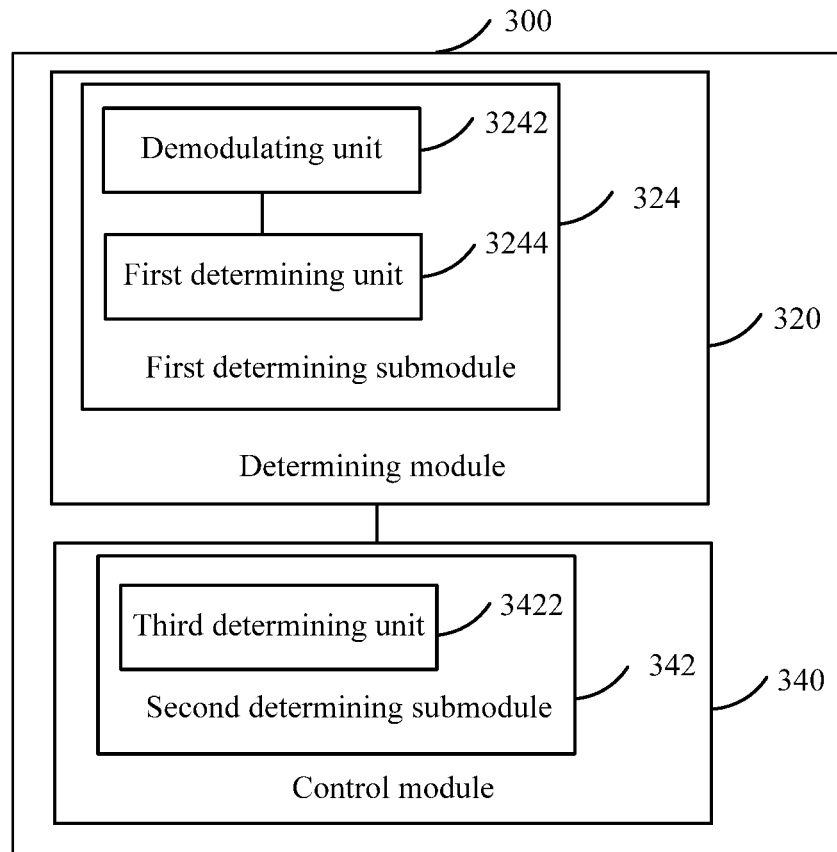 300
Demodulating unit
3242
324
First determining unit
3244
320
First determining submodule
Determining module
Third determining unit
3422
342
340
Second determining submodule
Control module